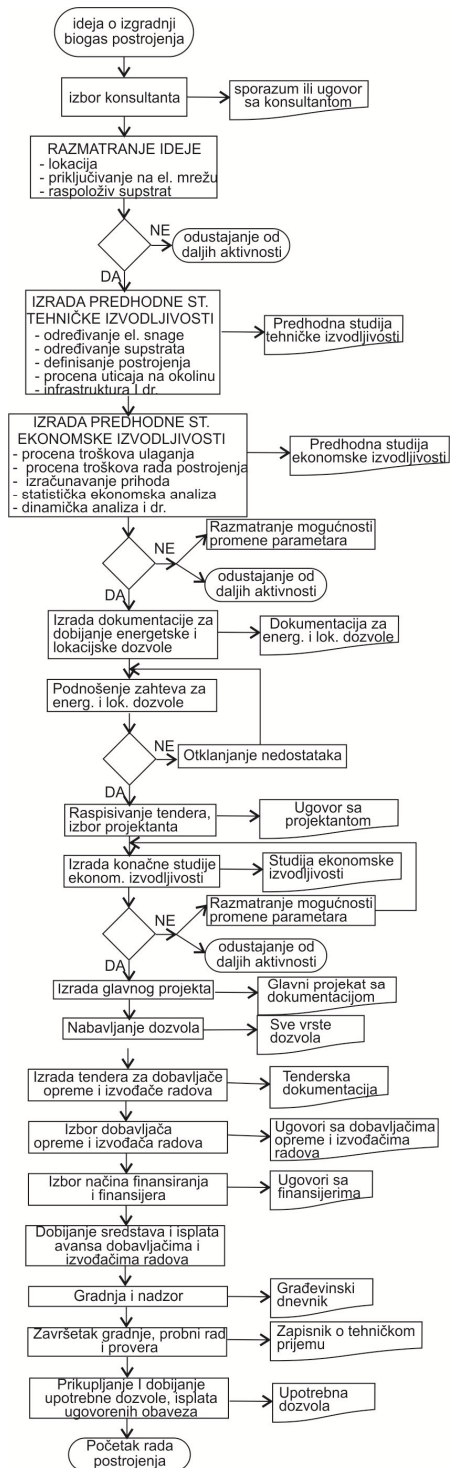 ideja o izgradnji
biogas postrojenja
izbor konsultanta
sporazum ili ugovor
sa konsultantom
RAZMATRANJE IDEJE
- lokacija
- priključivanje na el. mrežu
- raspoloživ supstrat
NE
odustajanje od
daljih aktivnosti
DA
IZRADA PREDHODNE ST.
TEHNIČKE IZVODLJIVOSTI
- određivanje el. snage
- određivanje supstrata
- definisanje postrojenja
- procena uticaja na okolinu
- infrastruktura I dr.
Predhodna studija
tehničke izvodljivosti
IZRADA PREDHODNE ST.
EKONOMSKE IZVODLJIVOSTI
- procena troškova ulaganja
- procena troškova rada postrojenja
- izračunavanje prihoda
- statistička ekonomska analiza
- dinamička analiza i dr.
Predhodna studija
ekonomske izvodljivosti
NE
Razmatranje mogućnosti
promene parametara
odustajanje od
daljih aktivnosti
DA
Izrada dokumentacije za
dobijanje energetske i
lokacijske dozvole
Dokumentacija za
energ. i lok. dozvole
Podnošenje zahteva za
energ. i lok. dozvole
NE
Otklanjanje nedostataka
DA
Raspisivanje tendera,
izbor projektanta
Ugovor sa
projektantom
Izrada konačne studije
ekonom. izvodljivosti
Studija ekonomske
izvodljivosti
NE
Razmatranje mogućnosti
promene parametara
odustajanje od
daljih aktivnosti
DA
Izrada glavnog projekta
Glavni projekat sa
dokumentacijom
Nabavljanje dozvola
Sve vrste
dozvola
Izrada tendera za dobavljače
opreme i izvođače radova
Tenderska
dokumentacija
Izbor dobavljača
opreme i izvođača radova
Ugovori sa dobavljačima
opreme i izvođačima
radova
Izbor načina finansiranja
i finansijera
Ugovori sa
finansijerima
Dobijanje sredstava i isplata
avansa dobavljačima i
izvođačima radova
Gradnja i nadzor
Građevinski
dnevnik
Završetak gradnje, probni rad
i provera
Zapisnik o tehničkom
prijemu
Prikupljanje I dobijanje
upotrebne dozvole, isplata
ugovorenih obaveza
Upotrebna
dozvola
Početak rada
postrojenja